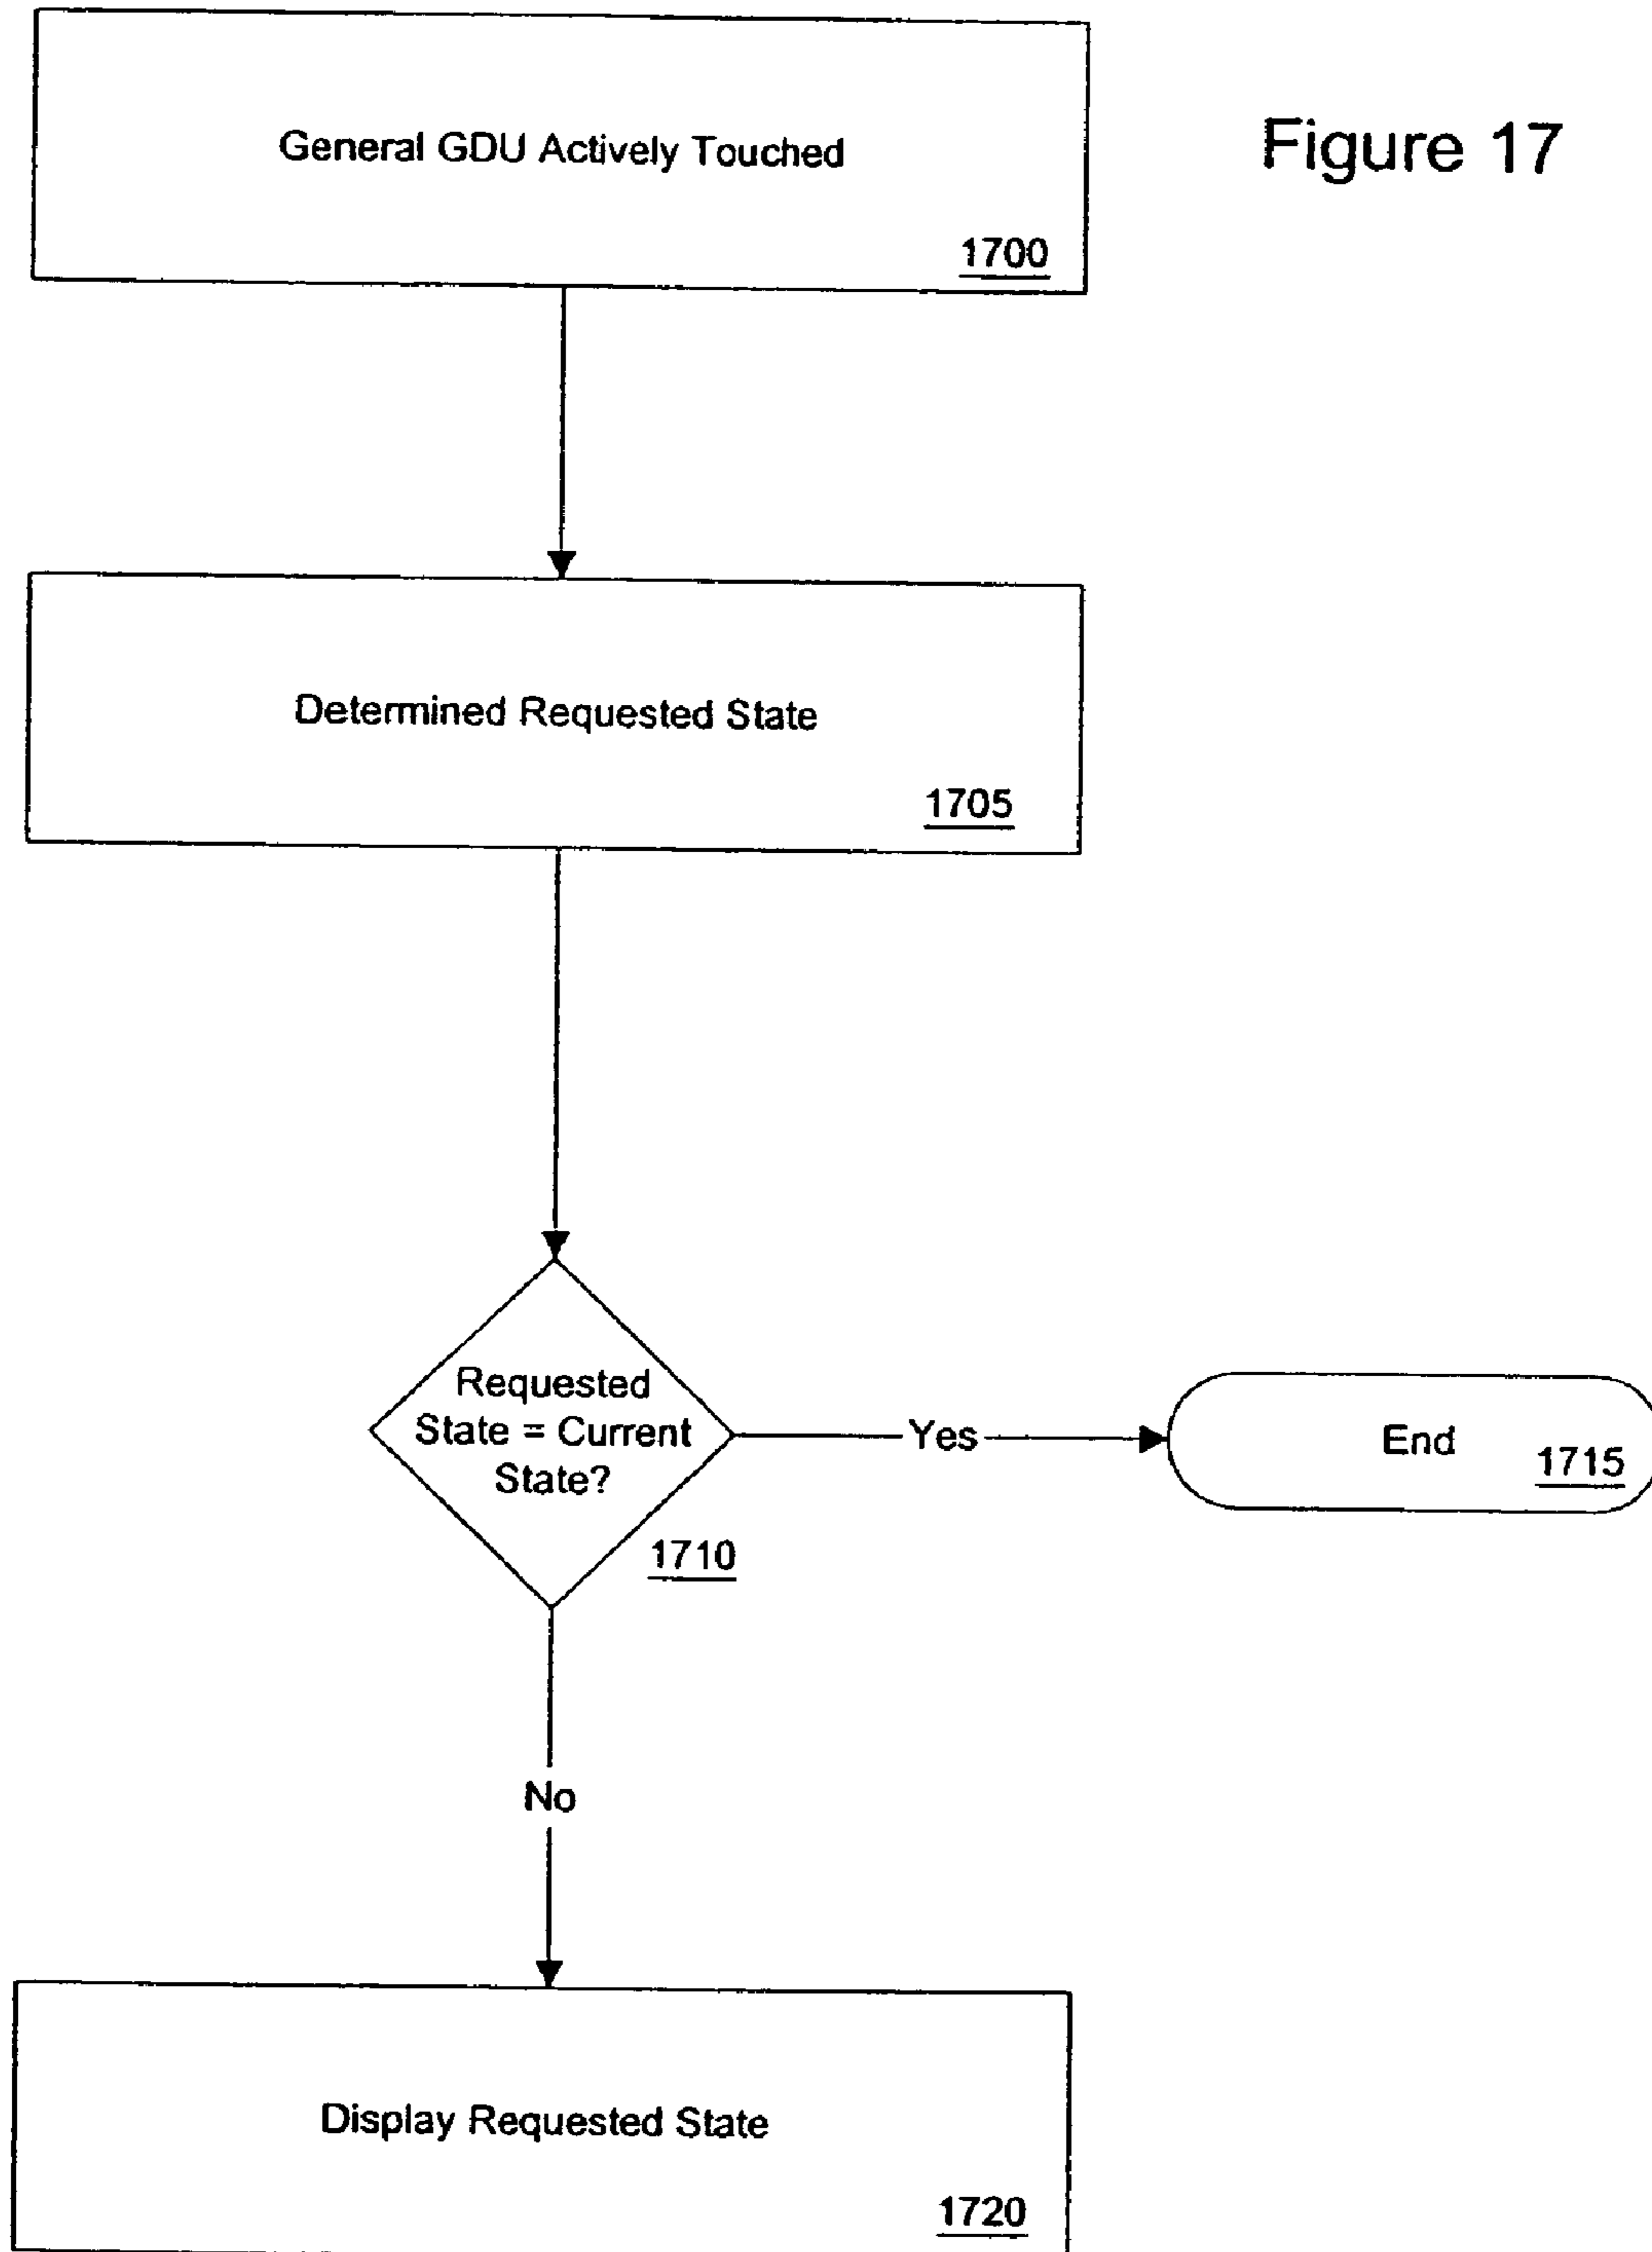 Figure 17
General GDU Actively Touched
1700
Determined Requested State
1705
Requested
State = Current
State?
1710
Yes
End
1715
No
Display Requested State
1720